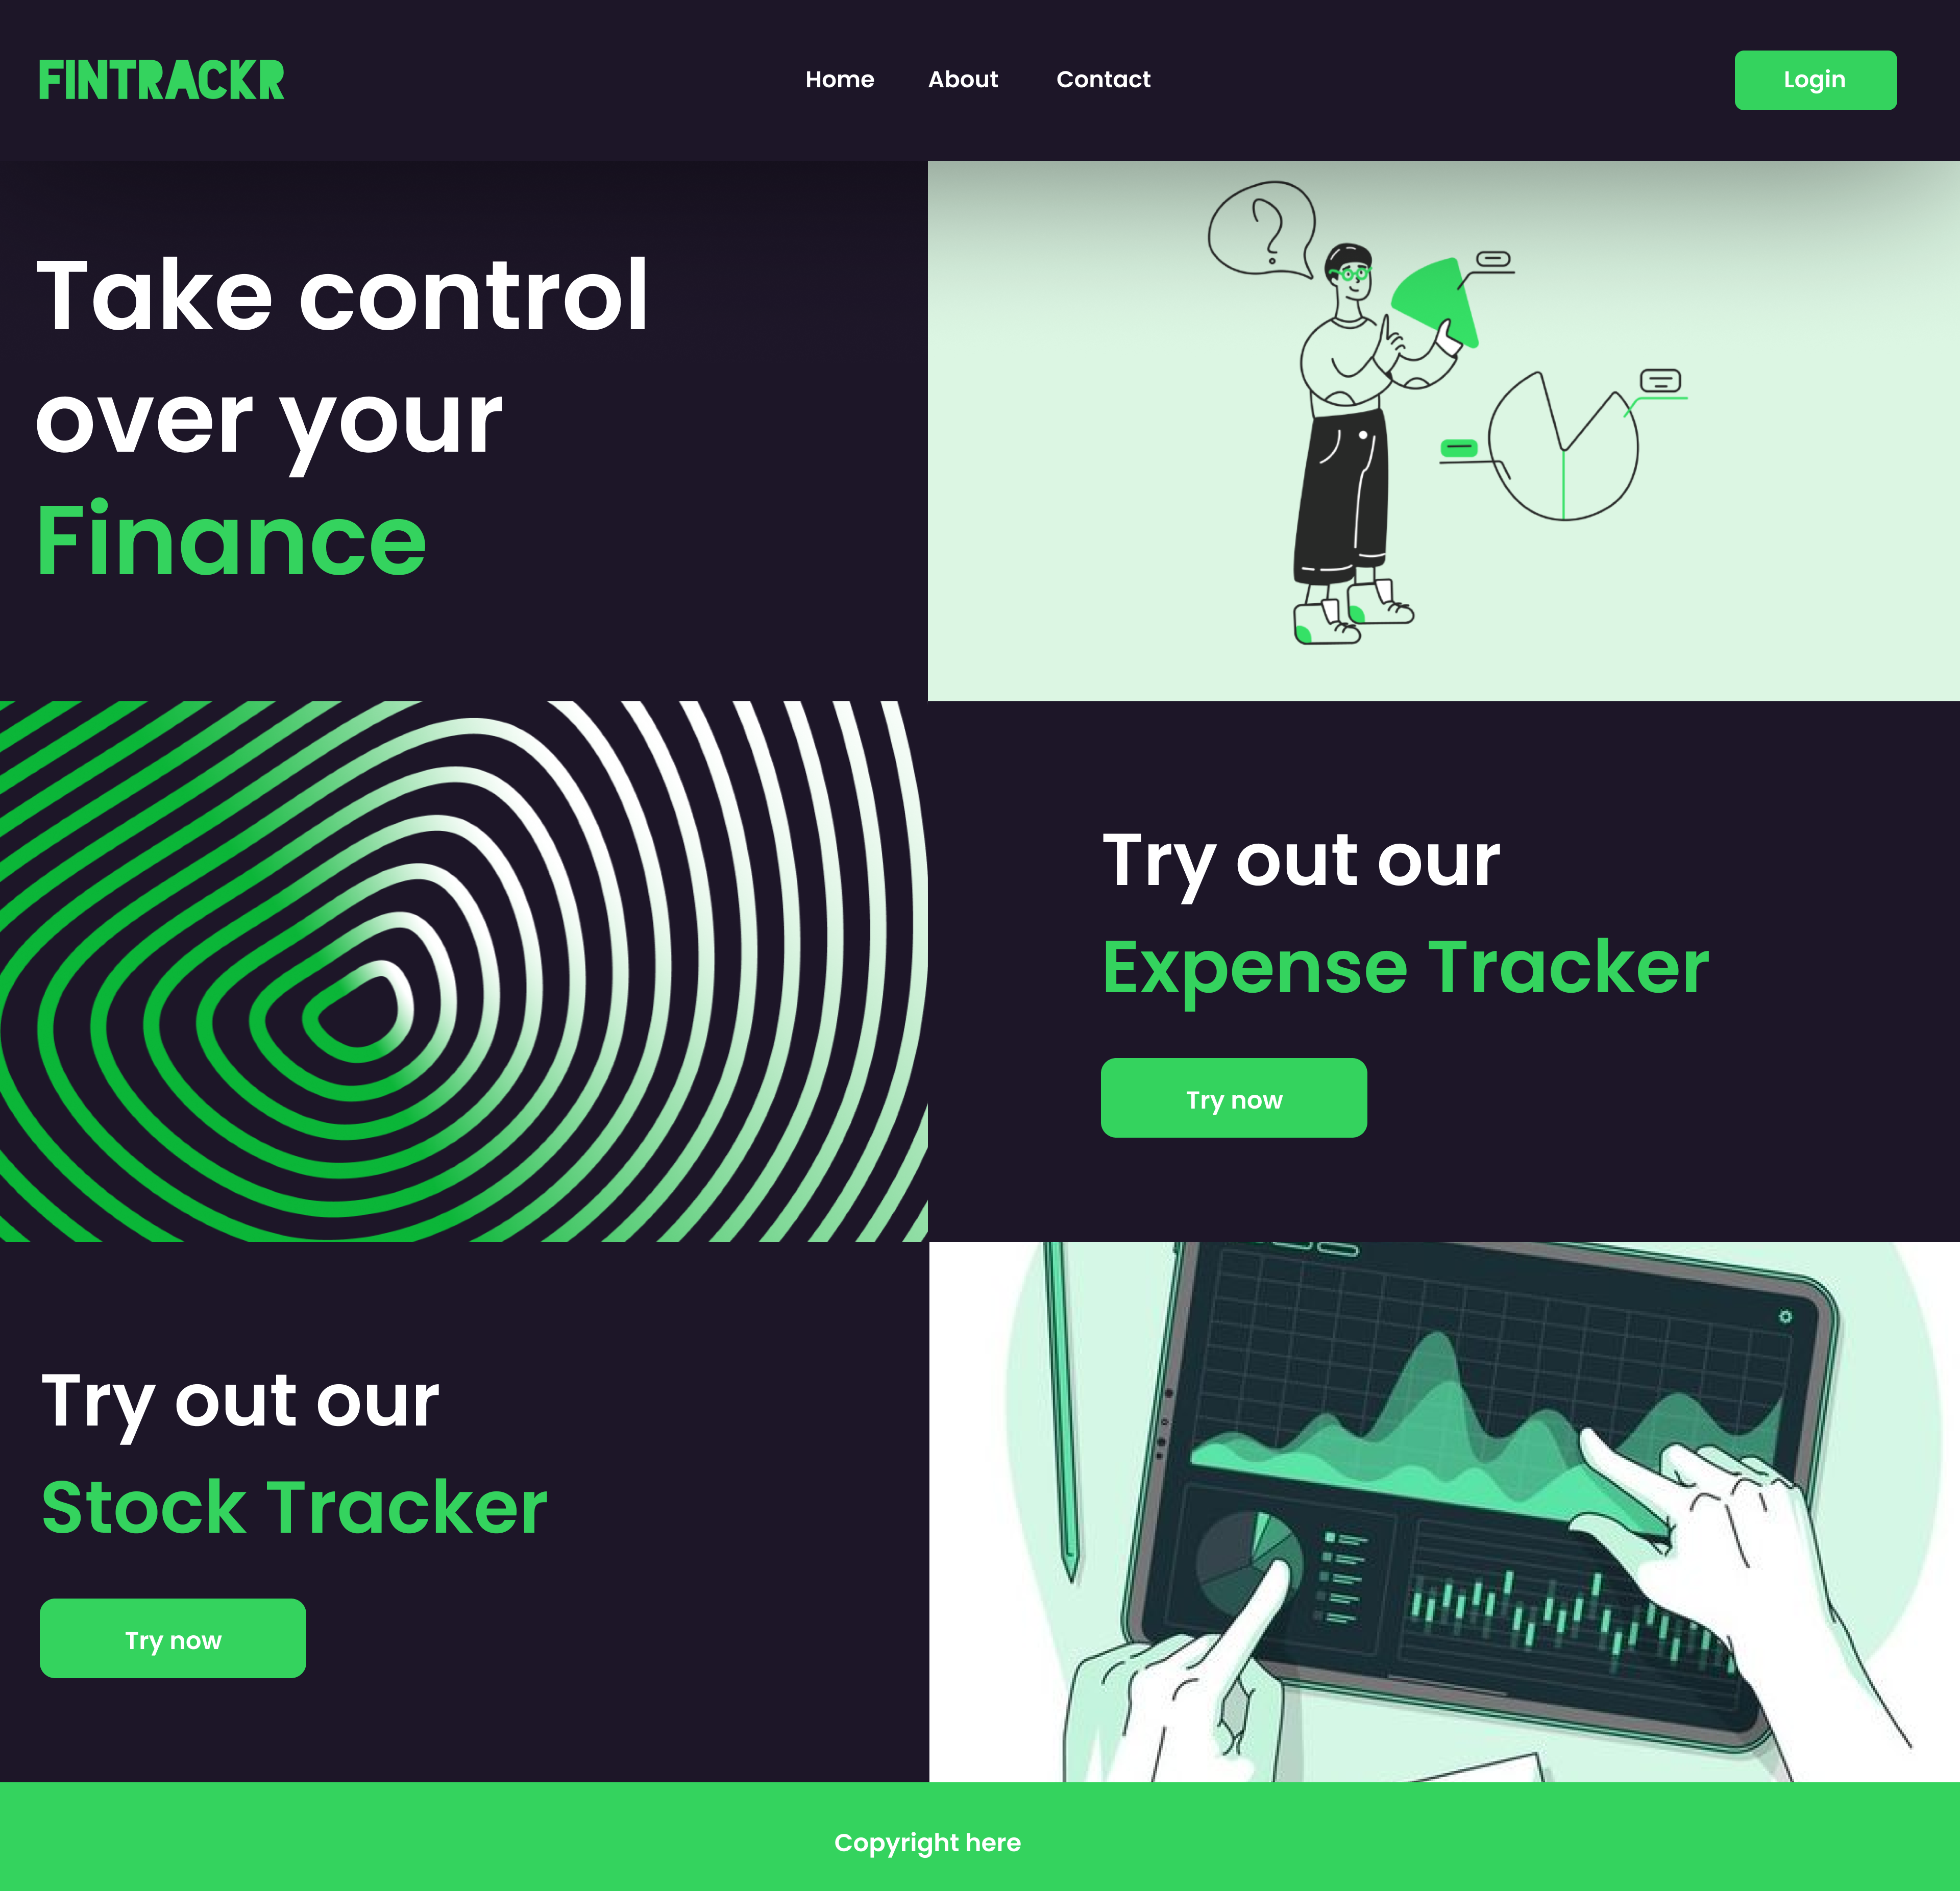 FINTRACKR
Home About Contact
Login
Take control
over your
Finance
?
Try out our
Expense Tracker
Try now
Try out our
Stock Tracker
Try now
Copyright here